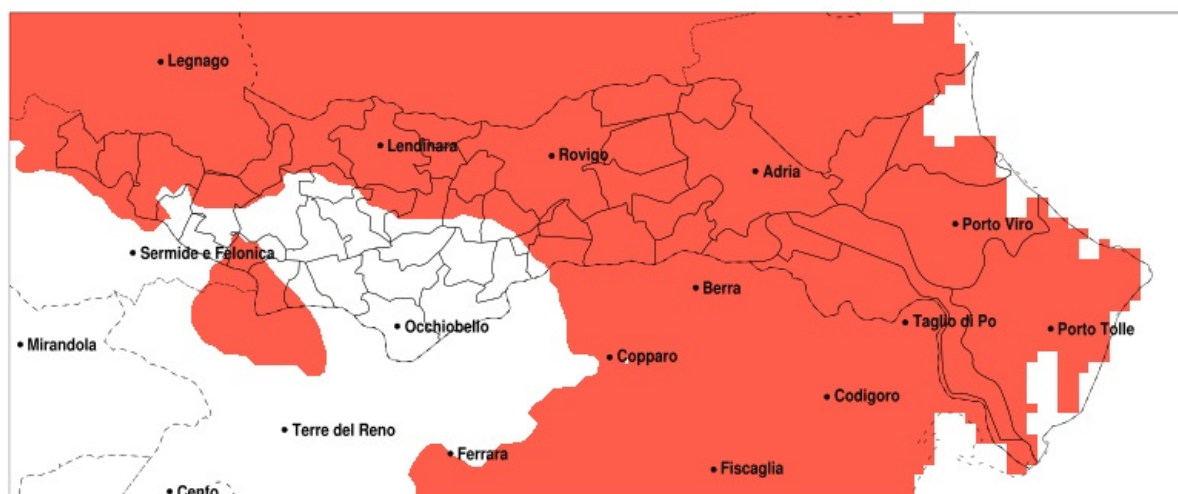 Legnago
Lendinara
Rovigo
Adria
Porto Viro
Sermide e Felonica
Berra
Taglio di Po
Porto Tolle
Occhiobello
Mirandola
Copparo
Codigoro
Terre del Reno
Ferrara
Fiscaglia
Cento